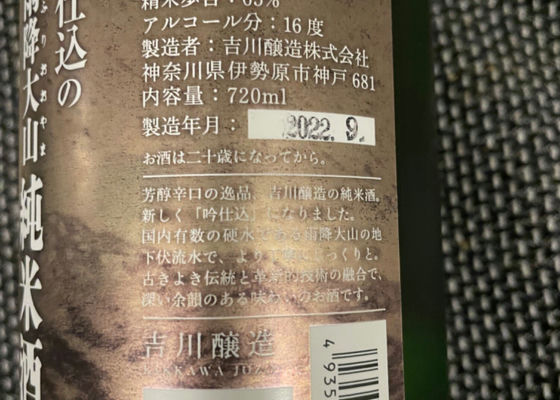 精米歩合：65%
アルコール分：16度
製造者：吉川醸造株式会社
神奈川県伊勢原市神戸681
内容量：720ml
製造年月：2022.9.
お酒は二十歳になってから。
芳醇辛口の逸品、吉川醸造の純米酒。
新しく「吟仕込」になりました。
国内有数の硬水である雨降大山の地
下伏流水で、より丁寧にじっくりと。
古きよき伝統と革新的技術の融合で、
深い余韻のある味わいのお酒です。
吉川醸造
KIKKAWA JOZO
仕込の
雨降大山
ふりおおやま
純米酒
4935